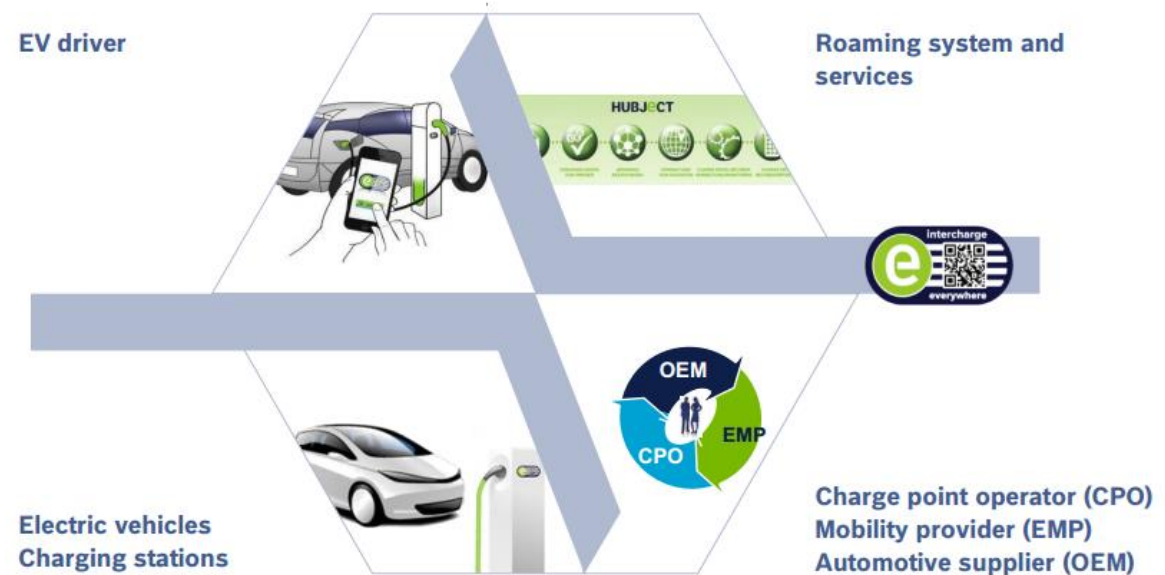 EV driver
Roaming system and
services
HUBJECT
intercharge
e
everywhere
OEM
EMP
CPO
Electric vehicles
Charging stations
Charge point operator (CPO)
Mobility provider (EMP)
Automotive supplier (OEM)